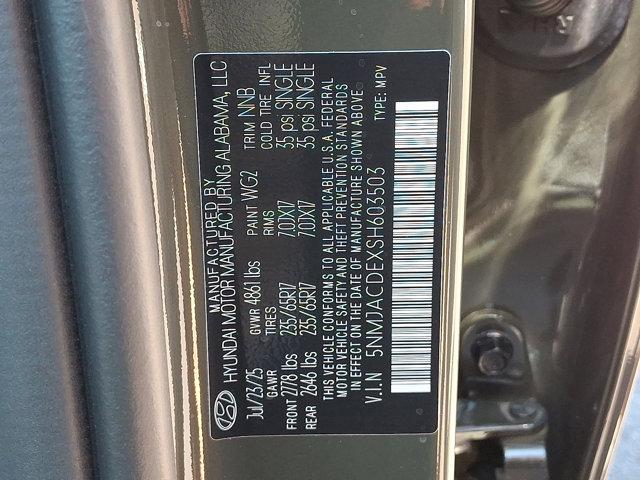 MANUFACTURED BY
HYUNDAI MOTOR MANUFACTURING ALABAMA, LLC
Jul/23/25 GVWR 4861 lbs PAINT WG2 TRIM NNB
GAWR TIRES RIMS COLD TIRE INFL
FRONT 2778 lbs 235/65R17 7.0JX17 35 psi SINGLE
REAR 2646 lbs 235/65R17 7.0JX17 35 psi SINGLE
THIS VEHICLE CONFORMS TO ALL APPLICABLE U.S.A. FEDERAL
MOTOR VEHICLE SAFETY AND THEFT PREVENTION STANDARDS
IN EFFECT ON THE DATE OF MANUFACTURE SHOWN ABOVE.
V.I.N 5NMJACDEXSH603503 TYPE: MPV